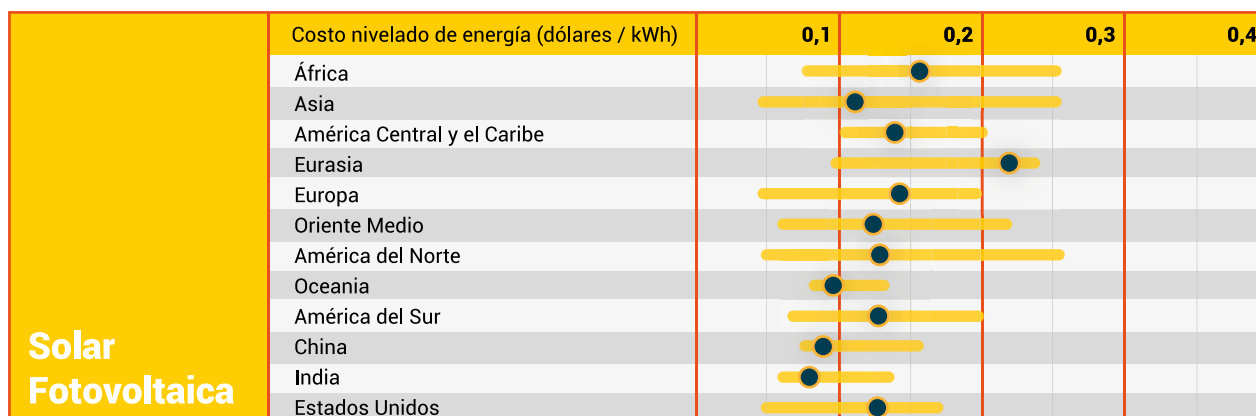 Costo nivelado de energía (dólares / kWh) 0,1 0,2 0,3 0,4
África
Asia
América Central y el Caribe
Eurasia
Europa
Oriente Medio
América del Norte
Oceania
América del Sur
China
India
Estados Unidos
Solar
Fotovoltaica